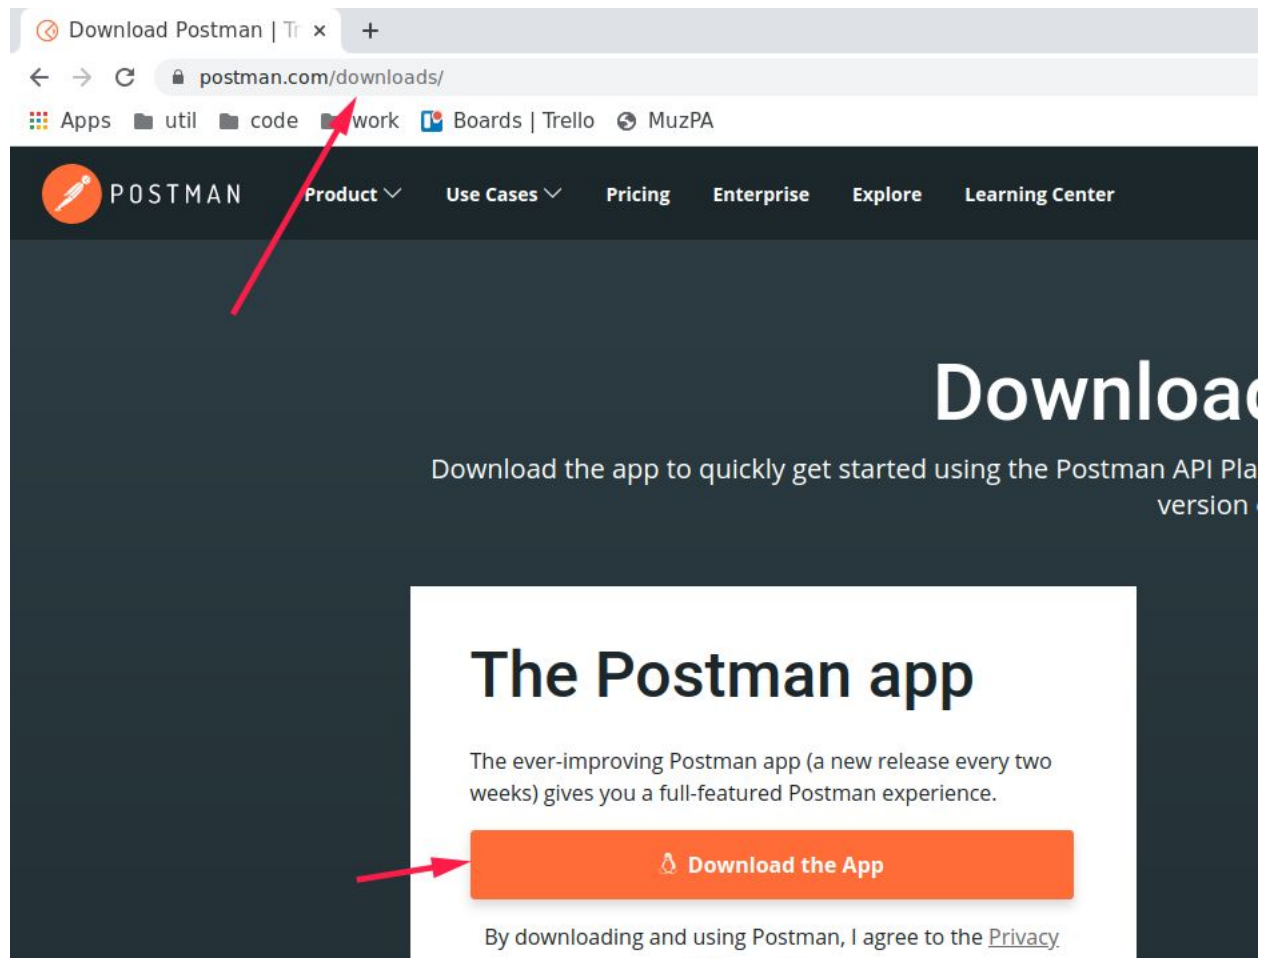 Download Postman | Tr
postman.com/downloads/
Apps util code work Boards | Trello MuzPA
POSTMAN Product Use Cases Pricing Enterprise Explore Learning Center
Downloa
Download the app to quickly get started using the Postman API Pla
version
The Postman app
The ever-improving Postman app (a new release every two
weeks) gives you a full-featured Postman experience.
Download the App
By downloading and using Postman, I agree to the Privacy